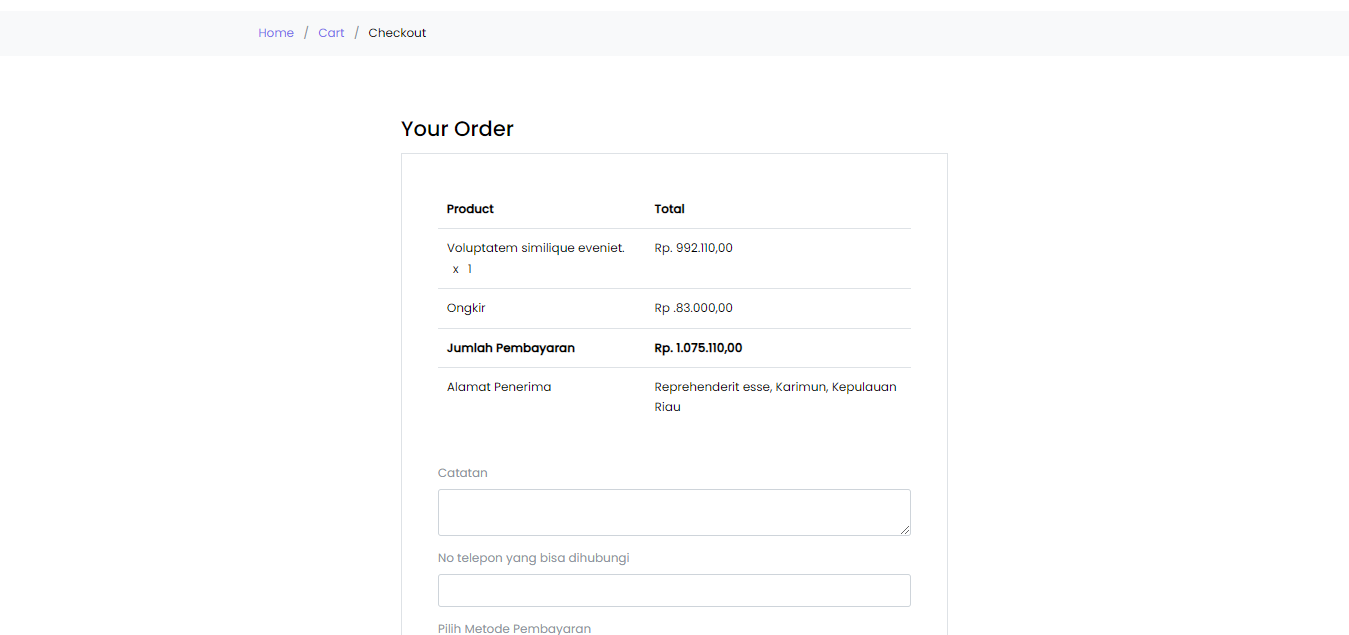 Home / Cart / Checkout
Your Order
Product Total
Voluptatem similique eveniet. Rp. 992.110,00
x 1
Ongkir Rp .83.000,00
Jumlah Pembayaran Rp. 1.075.110,00
Alamat Penerima Reprehenderit esse, Karimun, Kepulauan
Riau
Catatan
No telepon yang bisa dihubungi
Pilih Metode Pembayaran